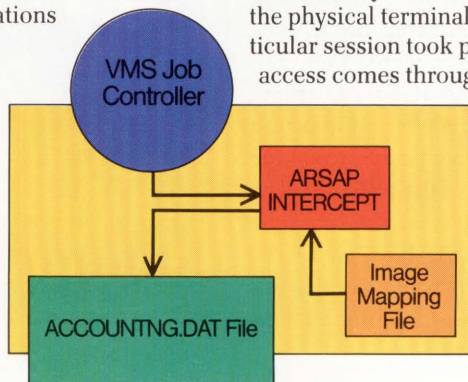 ations
the physical terminal
ticular session took p
access comes throug
VMS Job
Controller
ARSAP
INTERCEPT
Image
Mapping
File
ACCOUNTNG.DAT File